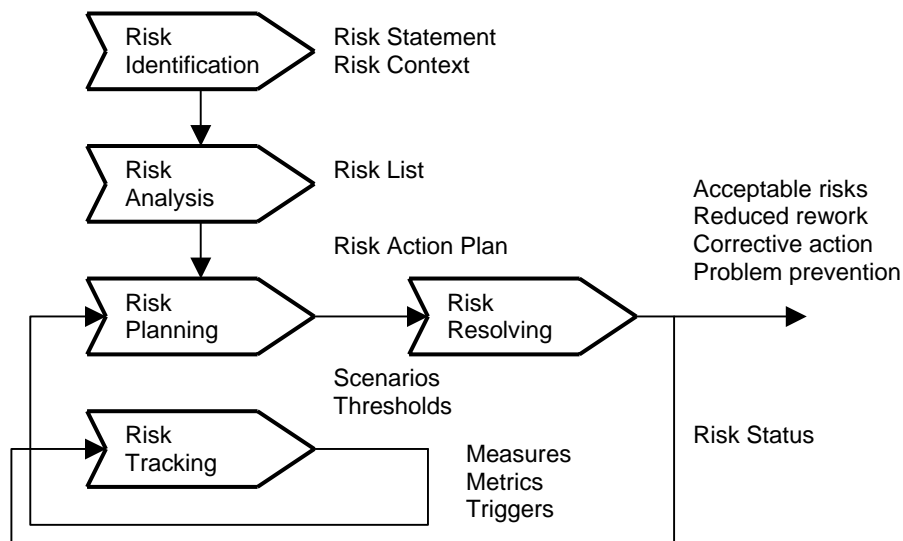 Risk
Identification
Risk Statement
Risk Context
Risk
Analysis
Risk List
Acceptable risks
Reduced rework
Corrective action
Problem prevention
Risk Action Plan
Risk
Planning
Risk
Resolving
Scenarios
Thresholds
Risk
Tracking
Measures
Metrics
Triggers
Risk Status